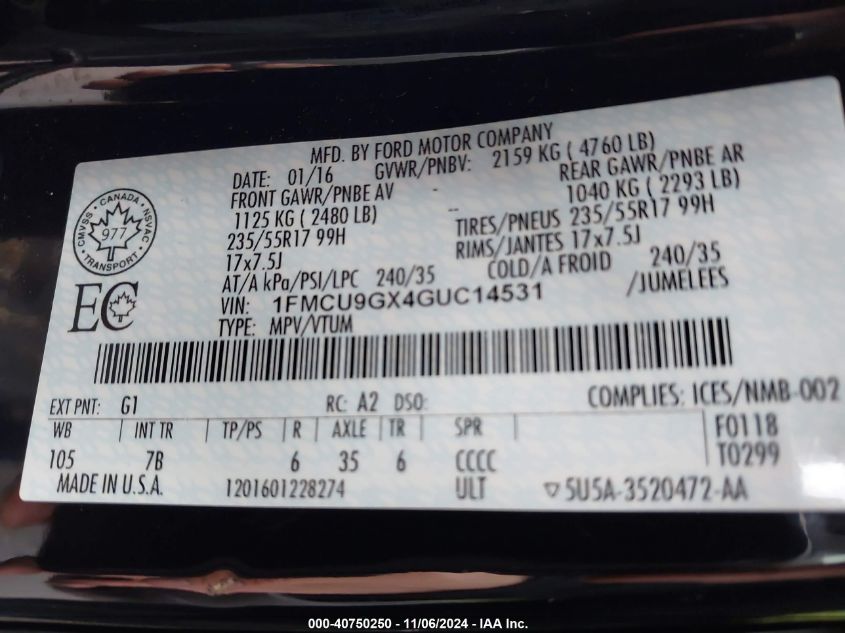 MFD. BY FORD MOTOR COMPANY
DATE: 01/16 GVWR/PNBV: 2159 KG ( 4760 LB)
FRONT GAWR/PNBE AV - REAR GAWR/PNBE AR
1125 KG ( 2480 LB) -- 1040 KG ( 2293 LB)
235/55R17 99H TIRES/PNEUS 235/55R17 99H
17x7.5J RIMS/JANTES 17x7.5J
AT/A kPa/PSI/LPC 240/35 COLD/A FROID 240/35
VIN: 1FMCU9GX4GUC14531 /JUMELEES
TYPE: MPV/VTUM
CANADA
CMVSS NSVAC
977
TRANSPORT
EC
EXT PNT: G1 RC: A2 DSO: COMPLIES: ICES/NMB-002
WB INT TR TP/PS R AXLE TR SPR F0118
105 7B 6 35 6 CCCC T0299
MADE IN U.S.A. 1201601228274 ULT 5U5A-3520472-AA
000-40750250 - 11/06/2024 - IAA Inc.